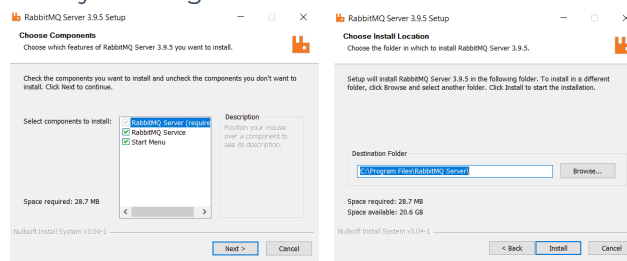 RabbitMQ Server 3.9.5 Setup
Choose Components
Choose which features of RabbitMQ Server 3.9.5 you want to install.
Check the components you want to install and uncheck the components you don't want to
install. Click Next to continue.
Select components to install:
RabbitMQ Server (require
RabbitMQ Service
Start Menu
Description
Position your mouse
over a component to
see its description.
Space required: 28.7 MB
Nullsoft Install System v3.04-1
Next >
Cancel
RabbitMQ Server 3.9.5 Setup
Choose Install Location
Choose the folder in which to install RabbitMQ Server 3.9.5.
Setup will install RabbitMQ Server 3.9.5 in the following folder. To install in a different
folder, click Browse and select another folder. Click Install to start the installation.
Destination Folder
C:\Program Files\RabbitMQ Server\
Browse...
Space required: 28.7 MB
Space available: 20.6 GB
Nullsoft Install System v3.04-1
< Back
Install
Cancel